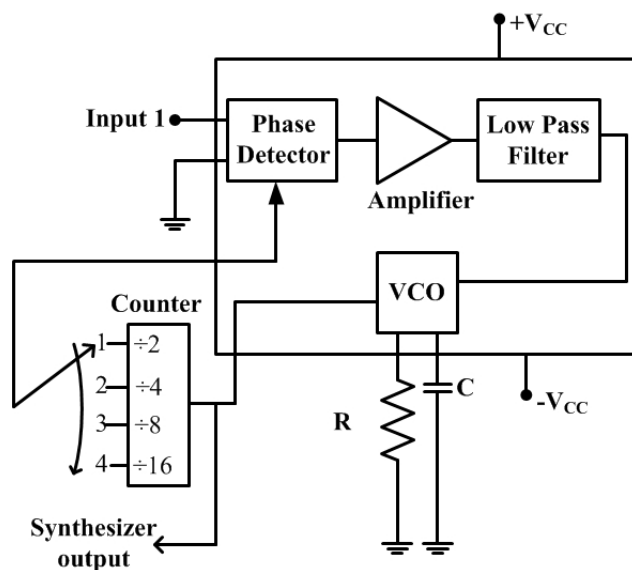 +VCC
Input 1
Phase
Detector
Low Pass
Filter
Amplifier
Counter
VCO
1 ÷2
2 ÷4
3 ÷8
4 ÷16
R
C
-VCC
Synthesizer
output